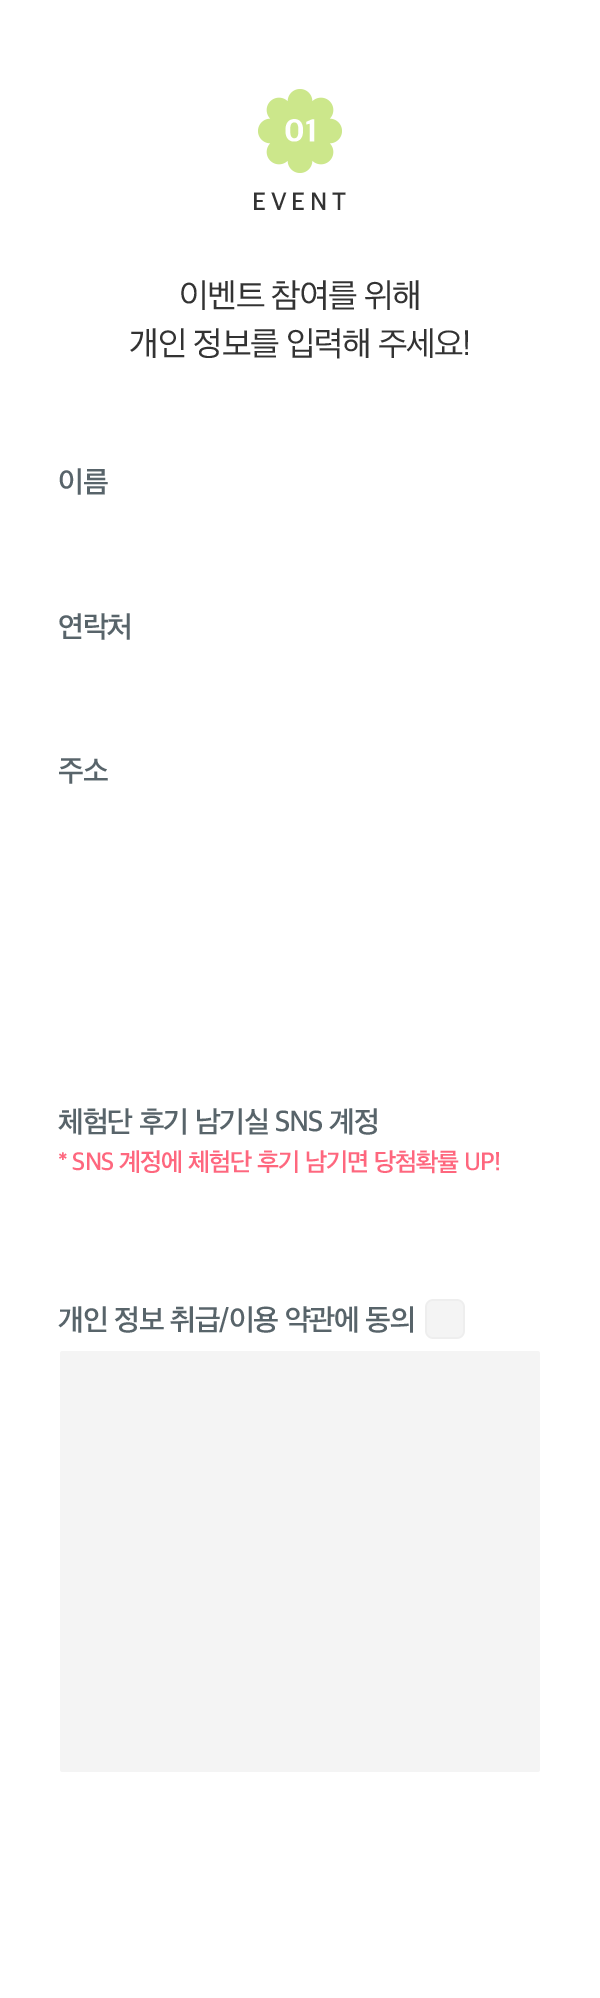 01
EVENT
이벤트 참여를 위해
개인 정보를 입력해 주세요!
이름
연락처
주소
체험단 후기 남기실 SNS 계정
* SNS 계정에 체험단 후기 남기면 당첨확률 UP!
개인 정보 취급/이용 약관에 동의